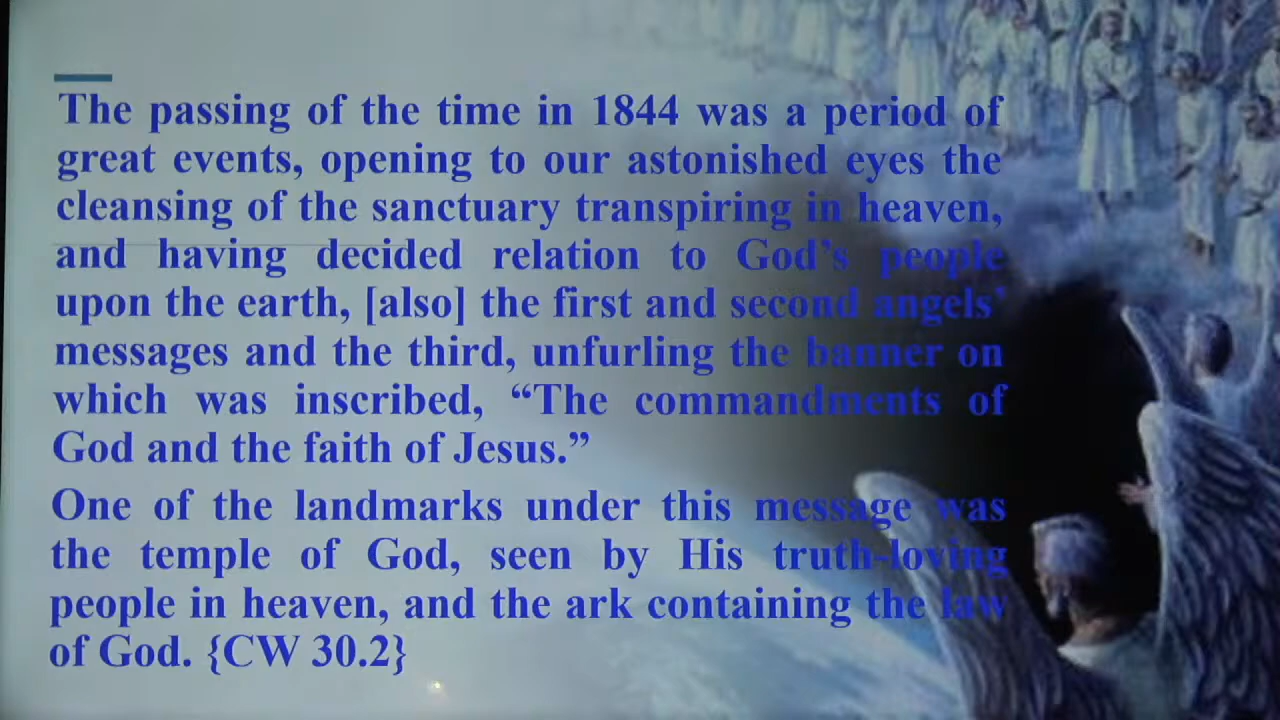 The passing of the time in 1844 was a period of
great events, opening to our astonished eyes the
cleansing of the sanctuary transpiring in heaven,
and having decided relation to God’s people
upon the earth, [also] the first and second angels’
messages and the third, unfurling the banner on
which was inscribed, “The commandments of
God and the faith of Jesus.”
One of the landmarks under this message was
the temple of God, seen by His truth-loving
people in heaven, and the ark containing the law
of God. {CW 30.2}